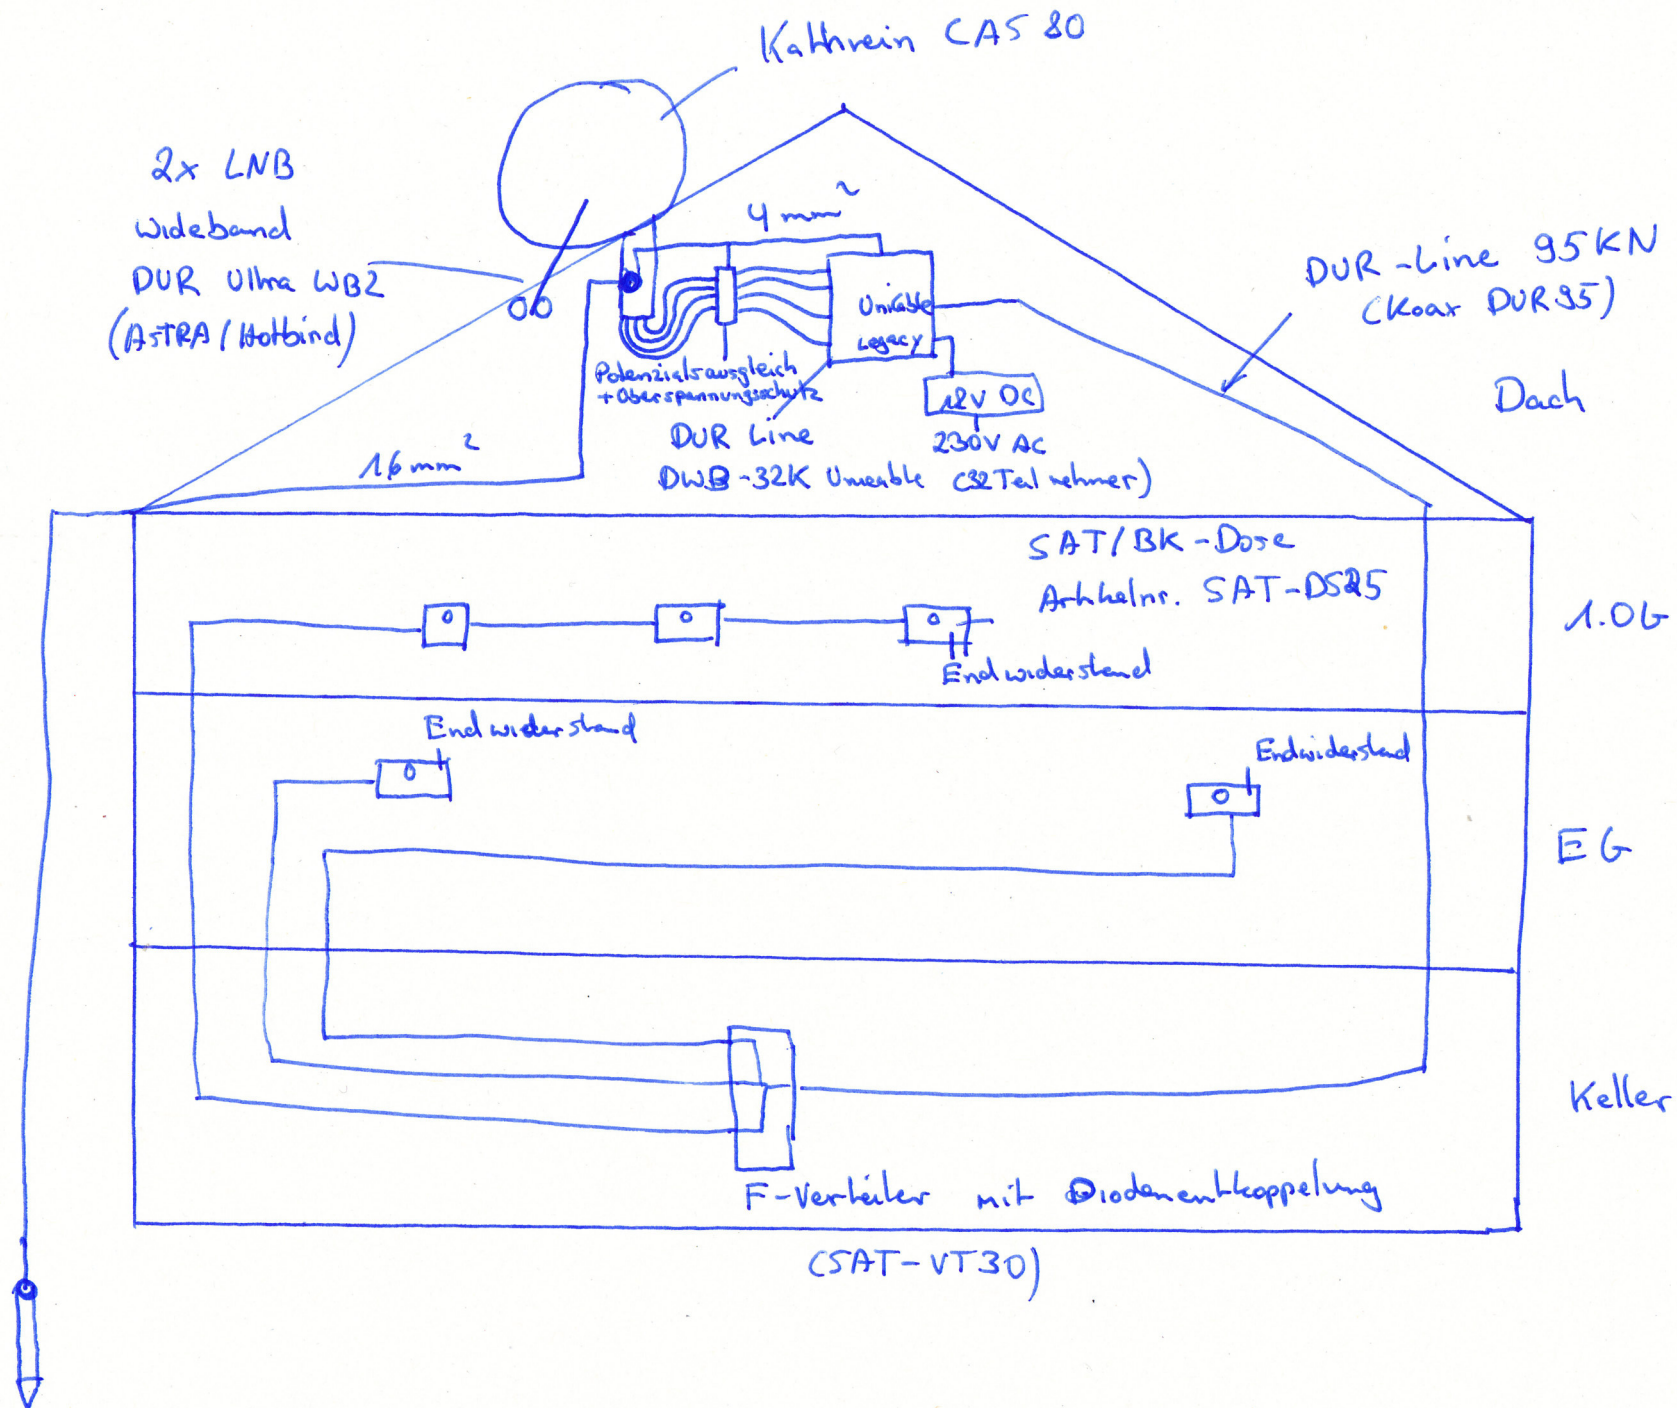 Kathrein CAS 80
2x LNB
Wideband
DUR Ultra WB2
(ASTRA/Hotbird)
4 mm²
DUR-Line 95KN
(Koax DUR95)
Unicable
Legacy
Potenzialsausgleich
+Überspannungsschutz
12V DC
230V AC
DUR Line
DWB-32K Unicable (32 Teilnehmer)
16 mm²
Dach
SAT/BK-Dose
Artikelnr. SAT-DS25
1.OG
Endwiderstand
Endwiderstand
Endwiderstand
EG
Keller
F-Verteiler mit Diodenentkoppelung
(SAT-VT30)